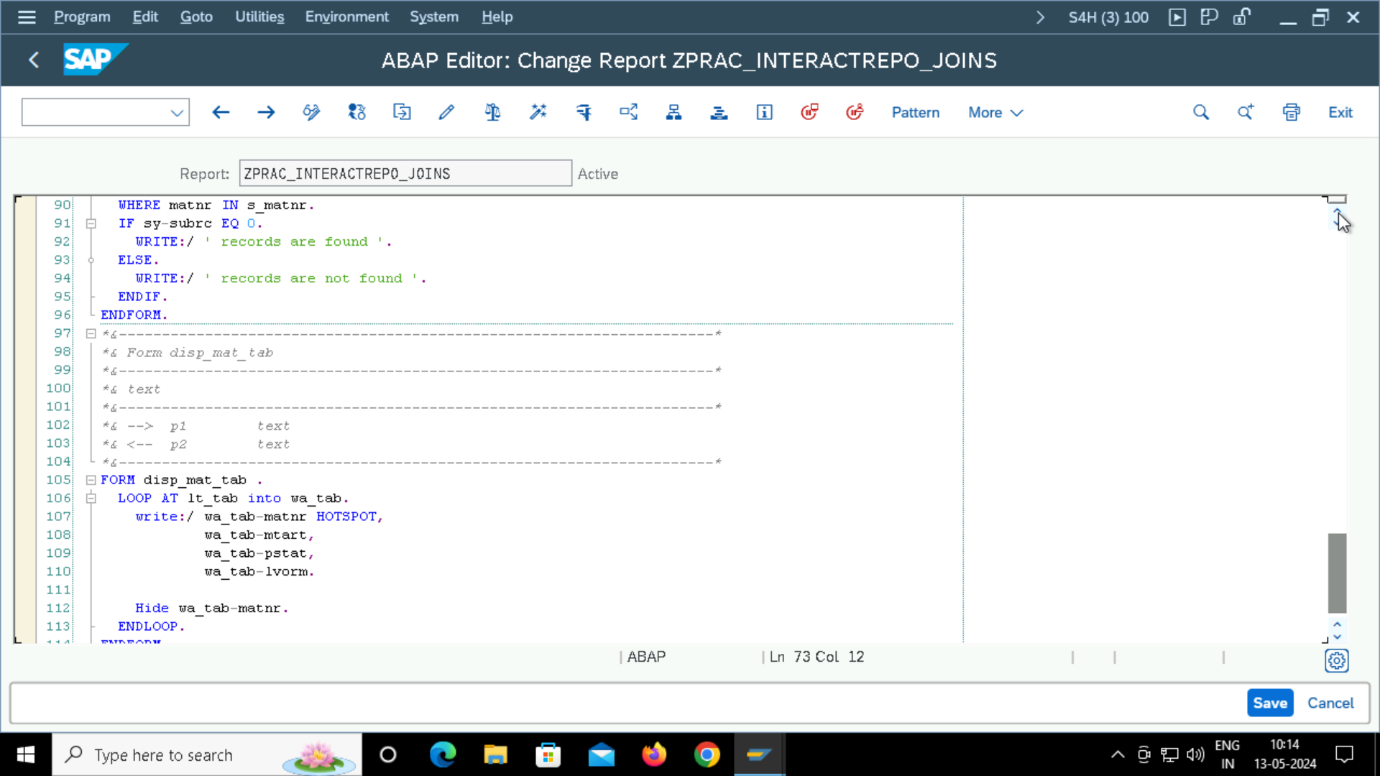 Program Edit Goto Utilities Environment System Help S4H (3) 100
SAP ABAP Editor: Change Report ZPRAC_INTERACTREPO_JOINS
Pattern More Exit
Report: ZPRAC_INTERACTREPO_JOINS Active
90 WHERE matnr IN s_matnr.
91 IF sy-subrc EQ 0.
92 WRITE:/ ' records are found '.
93 ELSE.
94 WRITE:/ ' records are not found '.
95 ENDIF.
96 ENDFORM.
97 *&---------------------------------------------------------------------*
98 *& Form disp_mat_tab
99 *&---------------------------------------------------------------------*
100 *& text
101 *&---------------------------------------------------------------------*
102 *& --> p1 text
103 *& <-- p2 text
104 *&---------------------------------------------------------------------*
105 FORM disp_mat_tab .
106 LOOP AT lt_tab into wa_tab.
107 write:/ wa_tab-matnr HOTSPOT,
108 wa_tab-mtart,
109 wa_tab-pstat,
110 wa_tab-lvorm.
111
112 Hide wa_tab-matnr.
113 ENDLOOP.
114 ENDFORM
ABAP Ln 73 Col 12
Save Cancel
Type here to search ENG 10:14
IN 13-05-2024